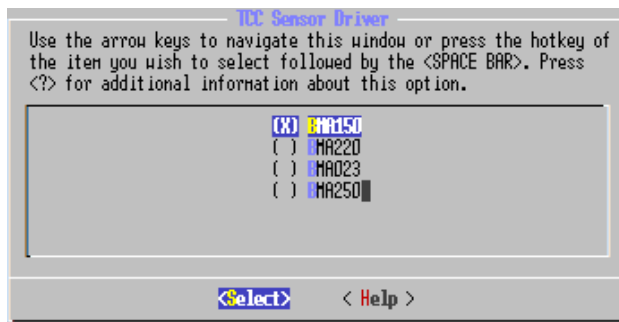 TCC Sensor Driver
Use the arrow keys to navigate this window or press the hotkey of
the item you wish to select followed by the <SPACE BAR>. Press
<?> for additional information about this option.
(X) BMA150
( ) BMA220
( ) BMA023
( ) BMA250
<Select> < Help >